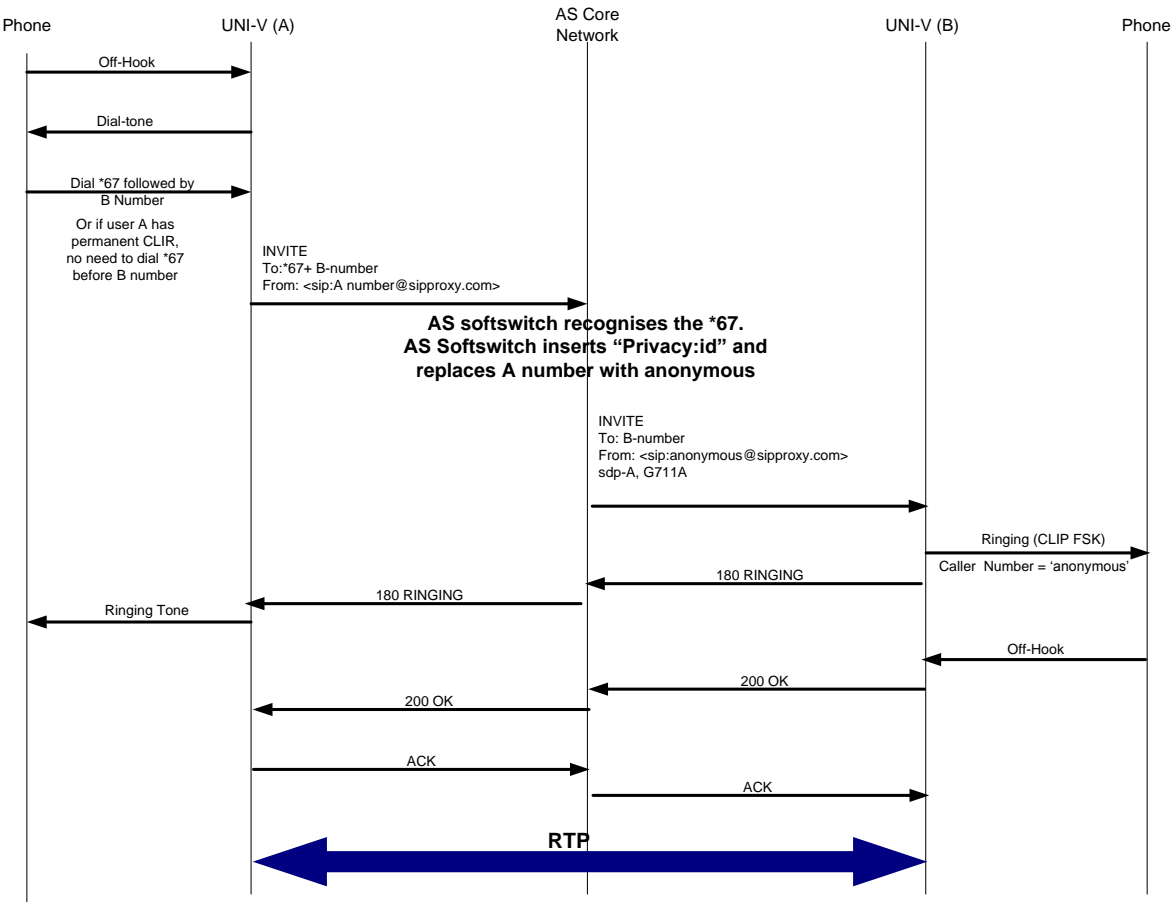 Phone
UNI-V (A)
AS Core
Network
UNI-V (B)
Phone
Off-Hook
Dial-tone
Dial *67 followed by
B Number
Or if user A has
permanent CLIR,
no need to dial *67
before B number
INVITE
To:*67+ B-number
From: <sip:A number@sipproxy.com>
AS softswitch recognises the *67.
AS Softswitch inserts “Privacy:id” and
replaces A number with anonymous
INVITE
To: B-number
From: <sip:anonymous@sipproxy.com>
sdp-A, G711A
Ringing (CLIP FSK)
Caller Number = ‘anonymous’
180 RINGING
180 RINGING
Ringing Tone
Off-Hook
200 OK
200 OK
ACK
ACK
RTP